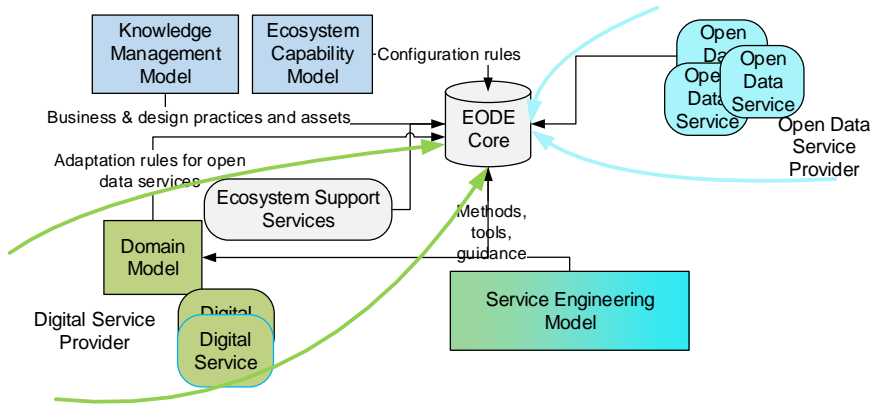 Knowledge
Management
Model
Ecosystem
Capability
Model
Configuration rules
Open
Da
Open
Data
Service
Open
Data
Service
Open Data
Service
Provider
Business & design practices and assets
EODE
Core
Adaptation rules for open
data services
Ecosystem Support
Services
Methods,
tools,
guidance
Domain
Model
Service Engineering
Model
Digital Service
Provider
Digital
Digital
Service